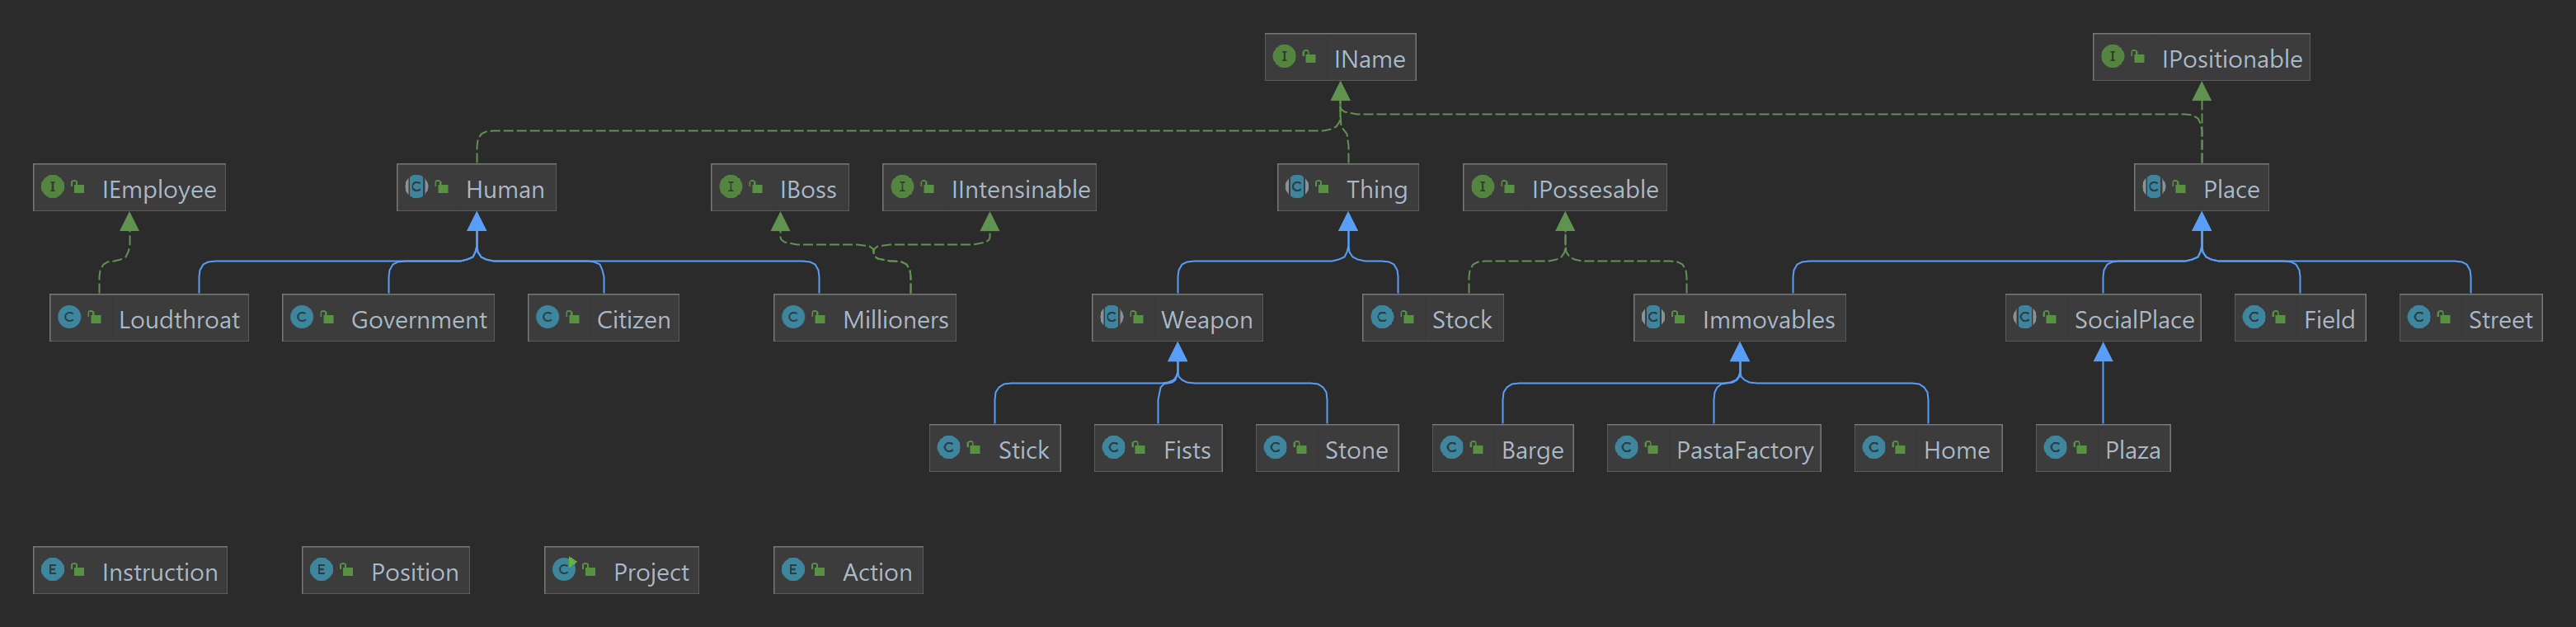 IName
IPositionable
IEmployee
Human
IBoss
IIntensinable
Thing
IPossesable
Place
Loudthroat
Government
Citizen
Millioners
Weapon
Stock
Immovables
SocialPlace
Field
Street
Stick
Fists
Stone
Barge
PastaFactory
Home
Plaza
Instruction
Position
Project
Action